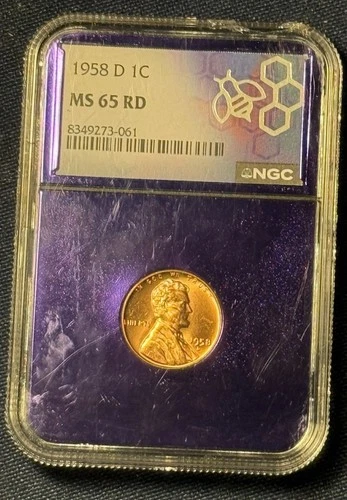 1958 D 1C
MS 65 RD
8349273-061
NGC
LIBERTY
1958